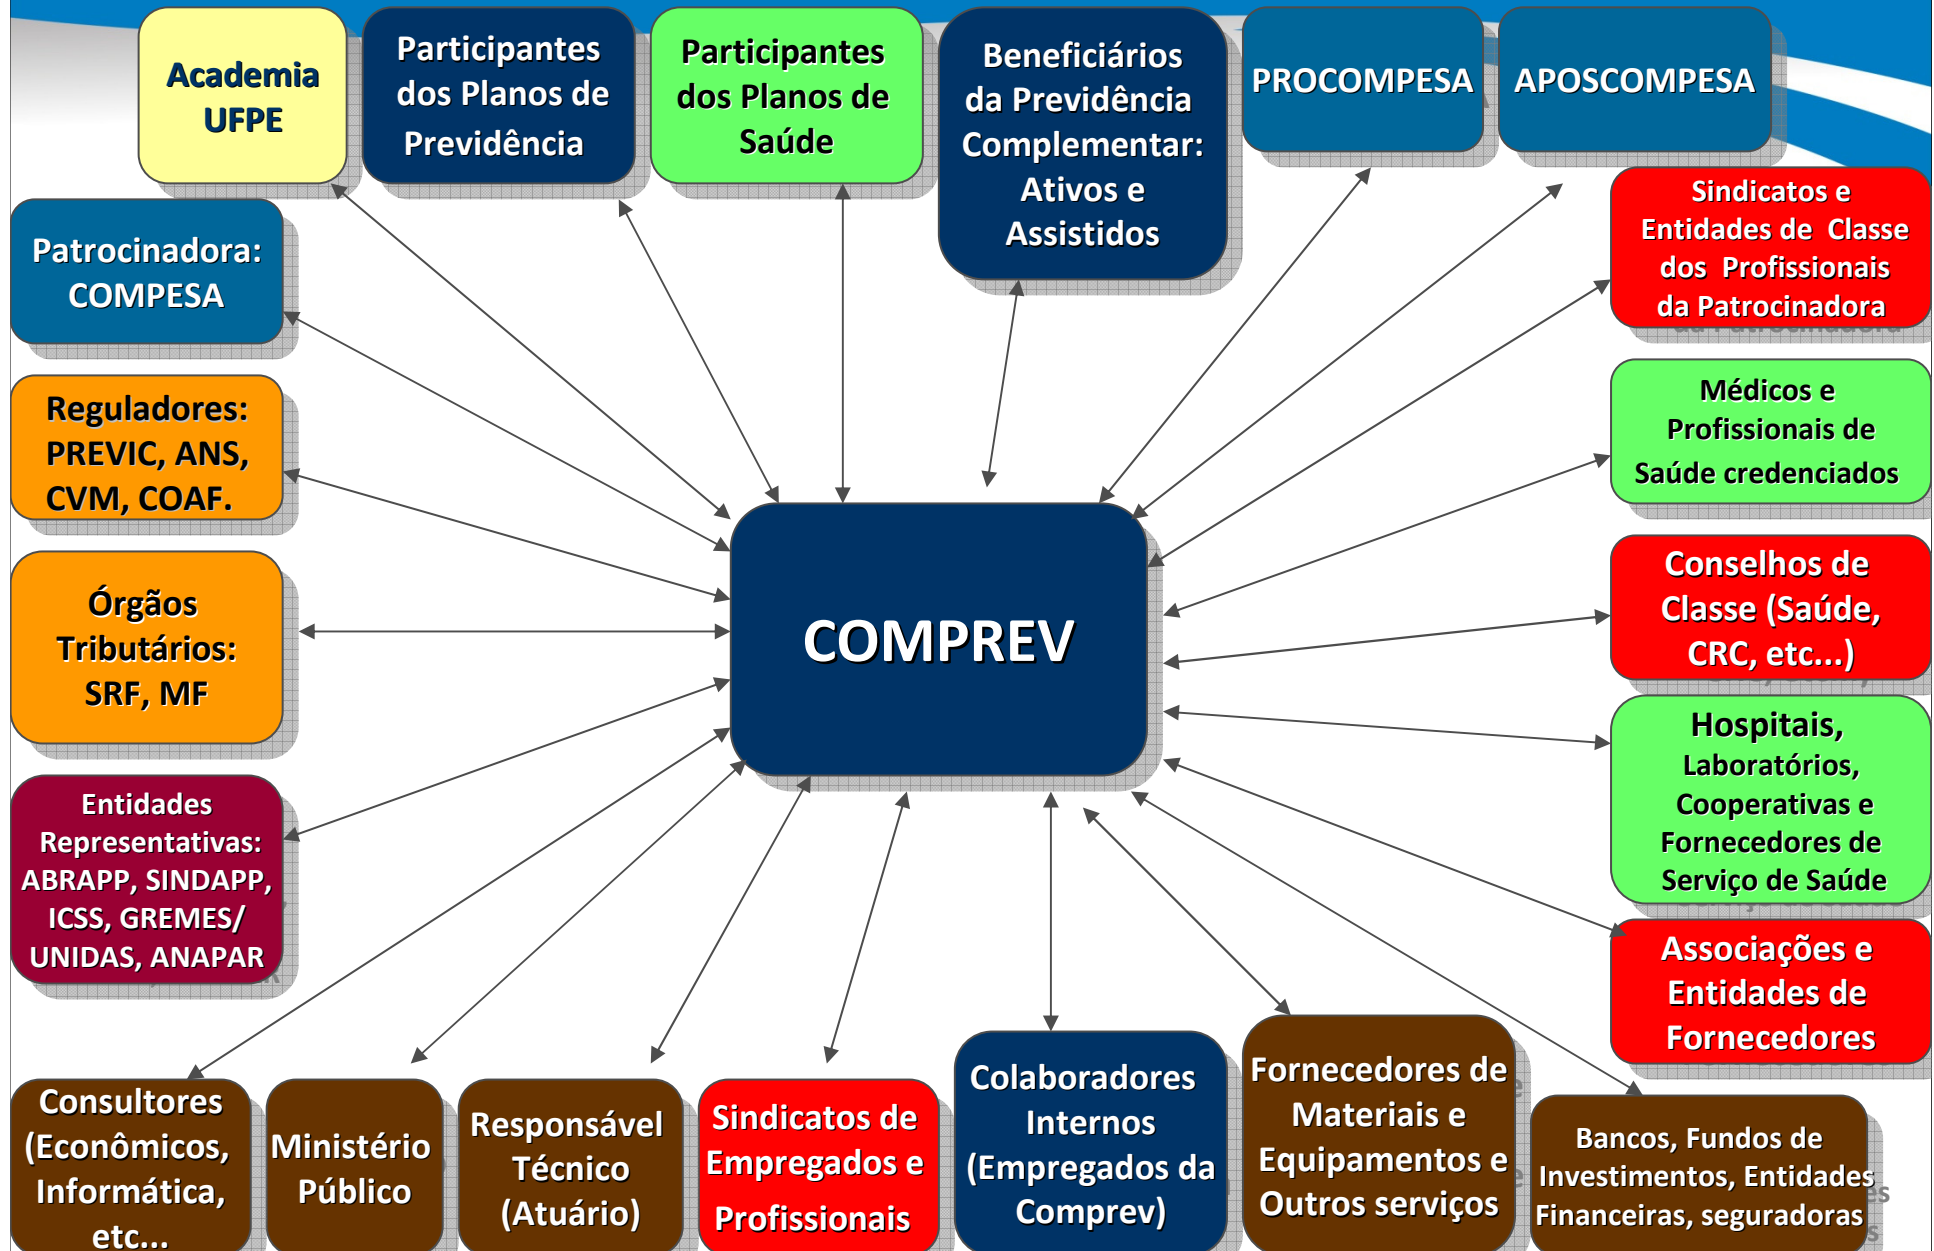 Academia
UFPE
Participantes
dos Planos de
Previdência
Participantes
dos Planos de
Saúde
Beneficiários
da Previdência
Complementar:
Ativos e
Assistidos
PROCOMPESA
APOSCOMPESA
Patrocinadora:
COMPESA
Sindicatos e
Entidades de Classe
dos Profissionais
da Patrocinadora
Reguladores:
PREVIC, ANS,
CVM, COAF.
Médicos e
Profissionais de
Saúde credenciados
Órgãos
Tributários:
SRF, MF
COMPREV
Conselhos de
Classe (Saúde,
CRC, etc...)
Entidades
Representativas:
ABRAPP, SINDAPP,
ICSS, GREMES/
UNIDAS, ANAPAR
Hospitais,
Laboratórios,
Cooperativas e
Fornecedores de
Serviço de Saúde
Associações e
Entidades de
Fornecedores
Consultores
(Econômicos,
Informática,
etc...
Ministério
Público
Responsável
Técnico
(Atuário)
Sindicatos de
Empregados e
Profissionais
Colaboradores
Internos
(Empregados da
Comprev)
Fornecedores de
Materiais e
Equipamentos e
Outros serviços
Bancos, Fundos de
Investimentos, Entidades
Financeiras, seguradoras